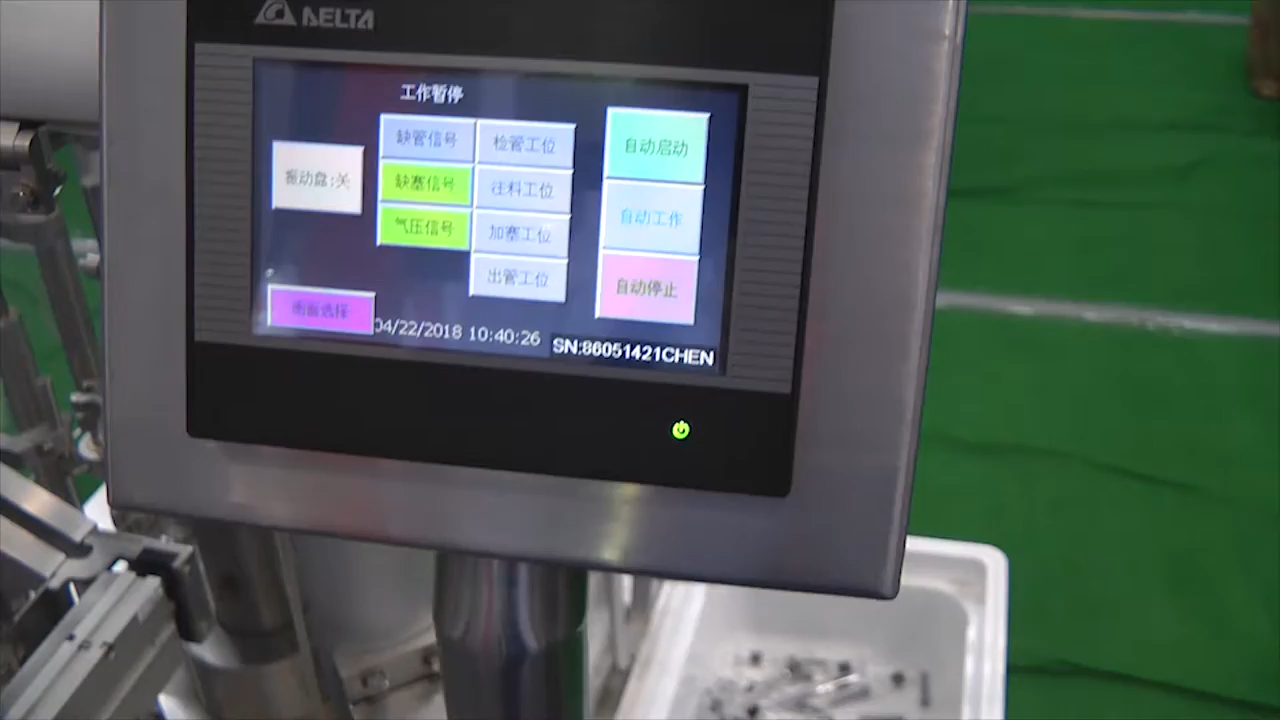 DELTA
工作暂停
振动盘:关
缺管信号
缺塞信号
气压信号
检管工位
注料工位
加塞工位
出管工位
自动启动
自动工作
自动停止
画面选择
04/22/2018 10:40:26
SN:86051421CHEN